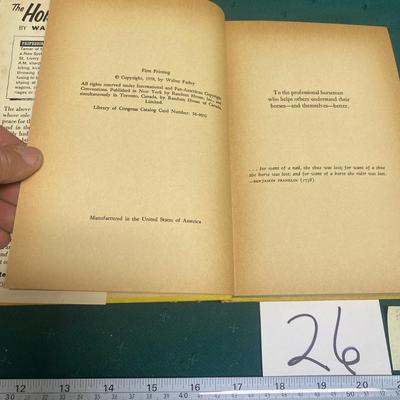 The
BY WA
PROFESSIO
First Printing
© Copyright, 1958, by Walter Farley
All rights reserved under International and Pan-American Copyright
Conventions. Published in New York by Random House, Inc., and
simultaneously in Toronto, Canada, by Random House of Canada,
Limited.
Library of Congress Catalog Card Number:
Manufactured in the United States of America
To the professional horseman
who helps others understand their
horses—and themselves—better.
. . . for want of a nail, the shoe was lost; for want of a shoe
the horse was lost; and for want of a horse the rider was lost.
—BENJAMIN FRANKLIN (1758)
26
12 13 14 15 16 17 18 19 20